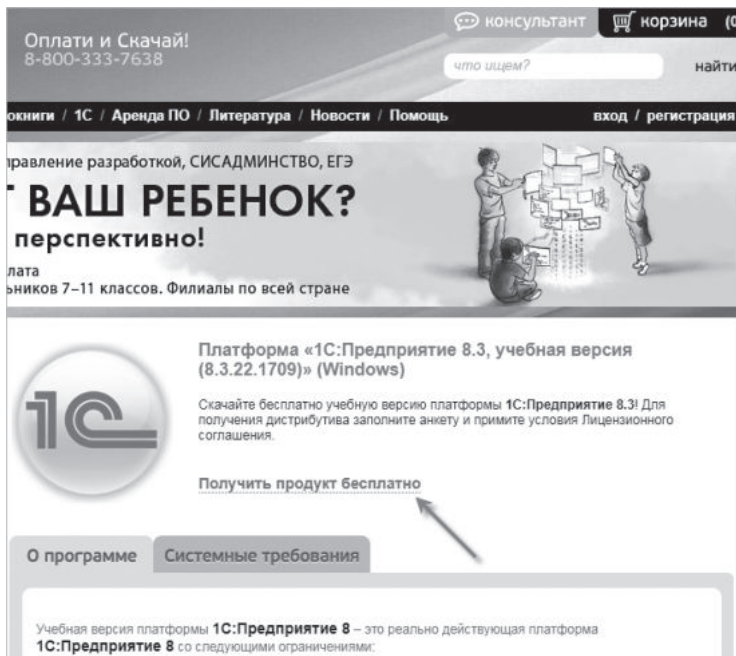 консультант корзина (0
Оплати и Скачай!
8-800-333-7638
что ищем? найти
окниги / 1С / Аренда ПО / Литература / Новости / Помощь вход / регистрация
правление разработкой, СИСАДМИНСТВО, ЕГЭ
Т ВАШ РЕБЕНОК?
перспективно!
лата
ьников 7–11 классов. Филиалы по всей стране
Платформа «1С:Предприятие 8.3, учебная версия
(8.3.22.1709)» (Windows)
1С
Скачайте бесплатно учебную версию платформы 1С:Предприятие 8.3! Для
получения дистрибутива заполните анкету и примите условия Лицензионного
соглашения.
Получить продукт бесплатно
О программе Системные требования
Учебная версия платформы 1С:Предприятие 8 – это реально действующая платформа
1С:Предприятие 8 со следующими ограничениями: